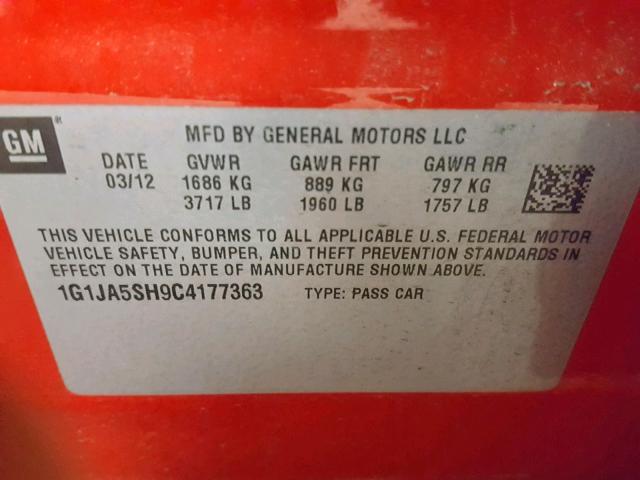 GM
MFD BY GENERAL MOTORS LLC
DATE GVWR GAWR FRT GAWR RR
03/12 1686 KG 889 KG 797 KG
3717 LB 1960 LB 1757 LB
THIS VEHICLE CONFORMS TO ALL APPLICABLE U.S. FEDERAL MOTOR
VEHICLE SAFETY, BUMPER, AND THEFT PREVENTION STANDARDS IN
EFFECT ON THE DATE OF MANUFACTURE SHOWN ABOVE.
1G1JA5SH9C4177363 TYPE: PASS CAR